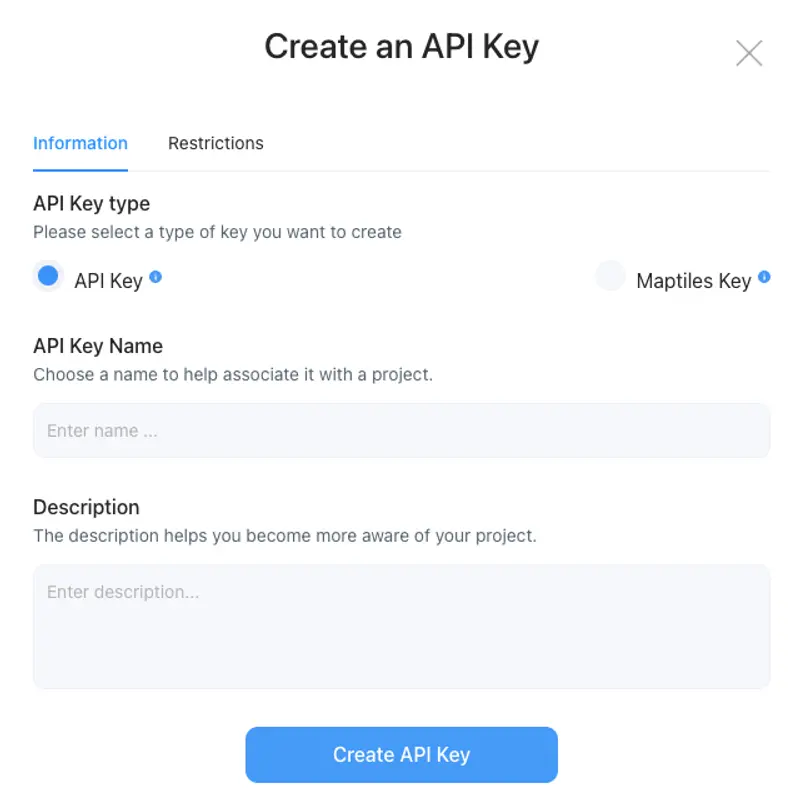 Create an API Key
Information Restrictions
API Key type
Please select a type of key you want to create
API Key Maptiles Key
API Key Name
Choose a name to help associate it with a project.
Enter name ...
Description
The description helps you become more aware of your project.
Enter description...
Create API Key